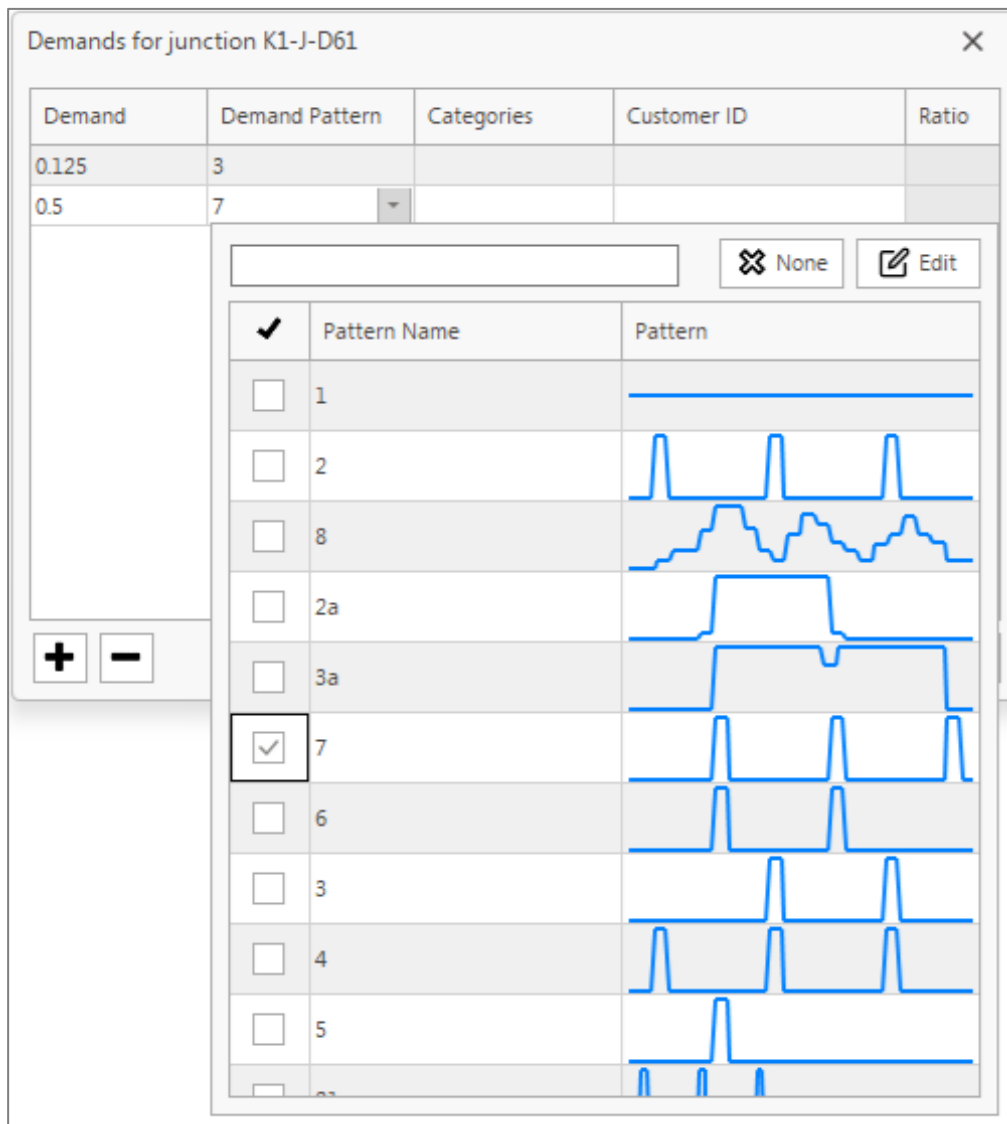 Demands for junction K1-J-D61
Demand Demand Pattern Categories Customer ID Ratio
0.125 3
0.5 7
None Edit
Pattern Name Pattern
1
2
8
2a
3a
7
6
3
4
5